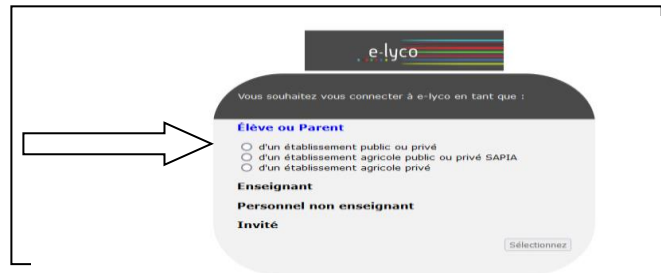 e-lyco
Vous souhaitez vous connecter à e-lyco en tant que :
Élève ou Parent
d'un établissement public ou privé
d'un établissement agricole public ou privé SAPIA
d'un établissement agricole privé
Enseignant
Personnel non enseignant
Invité
Sélectionnez